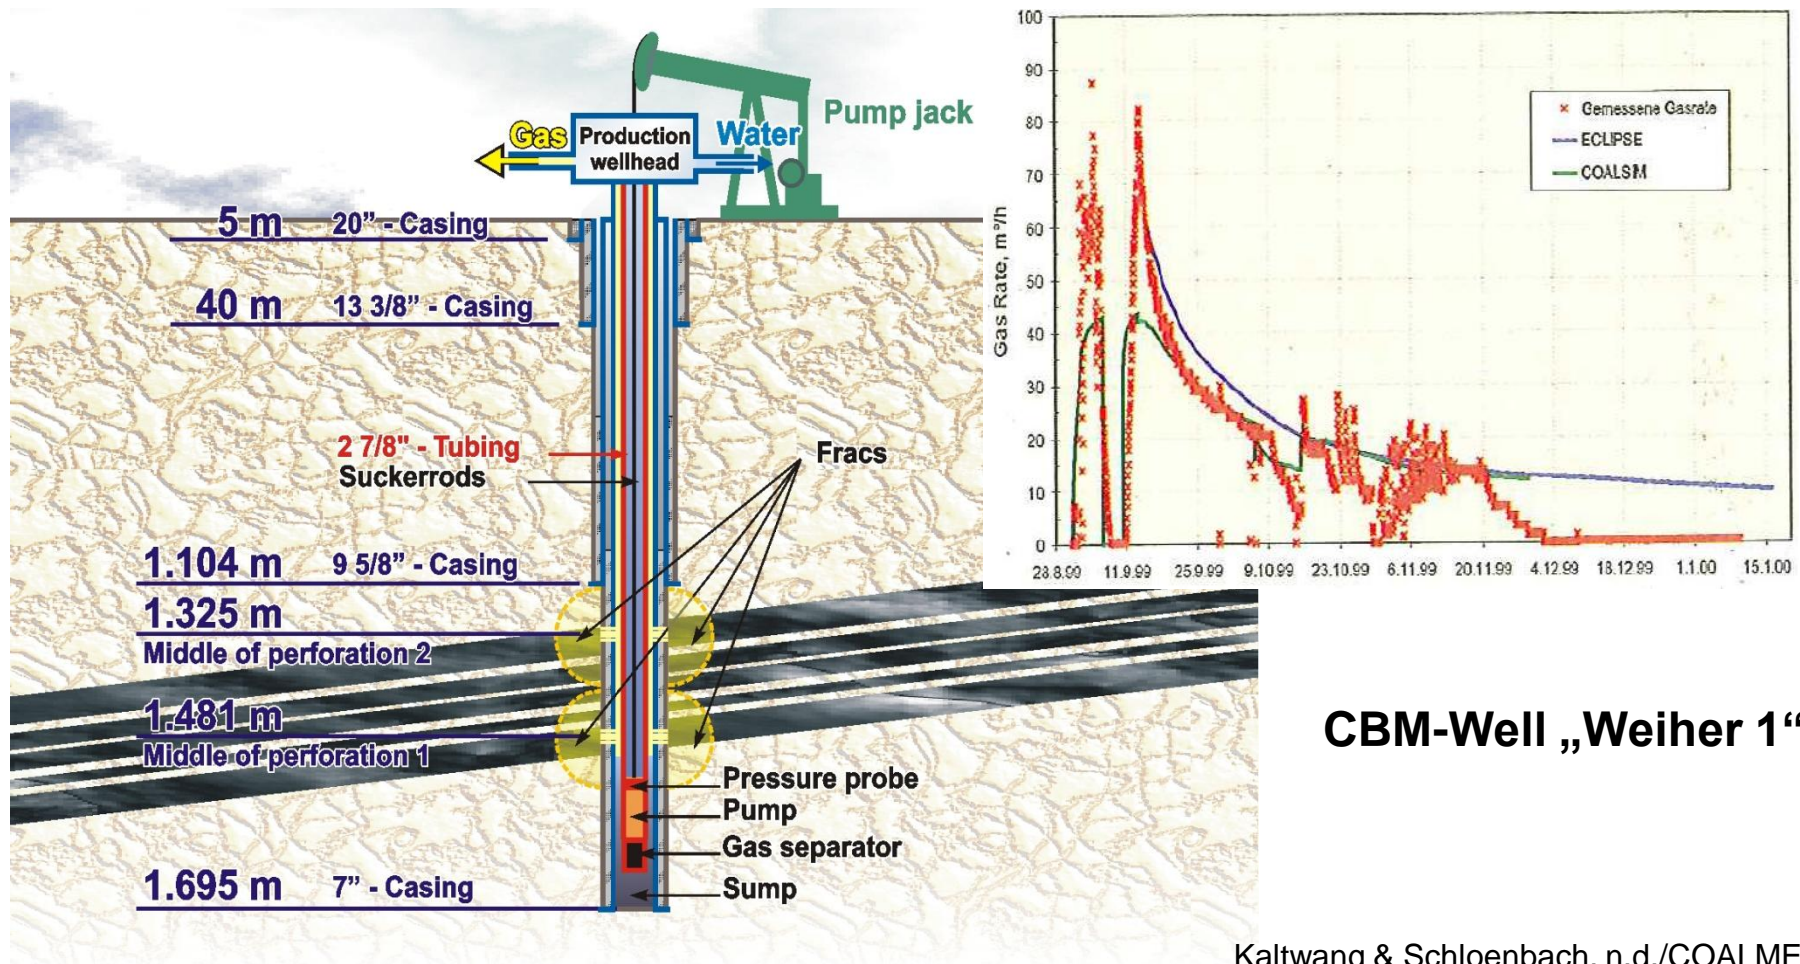 Pump jack
Gas
Production
wellhead
Water
5 m 20” - Casing
40 m 13 3/8” - Casing
2 7/8" - Tubing
Suckerrods
Fracs
1.104 m 9 5/8” - Casing
1.325 m
Middle of perforation 2
1.481 m
Middle of perforation 1
Pressure probe
Pump
Gas separator
1.695 m 7” - Casing
Sump
Gas Rate, m³/h
100
90
80
70
60
50
40
30
20
10
0
Gemessene Gasrate
ECLIPSE
COALSIM
28.8.99 11.9.99 25.9.99 9.10.99 23.10.99 6.11.99 20.11.99 4.12.99 18.12.99 1.1.00 15.1.00
CBM-Well „Weiher 1“
Kaltwang & Schloenbach, n.d./COALME